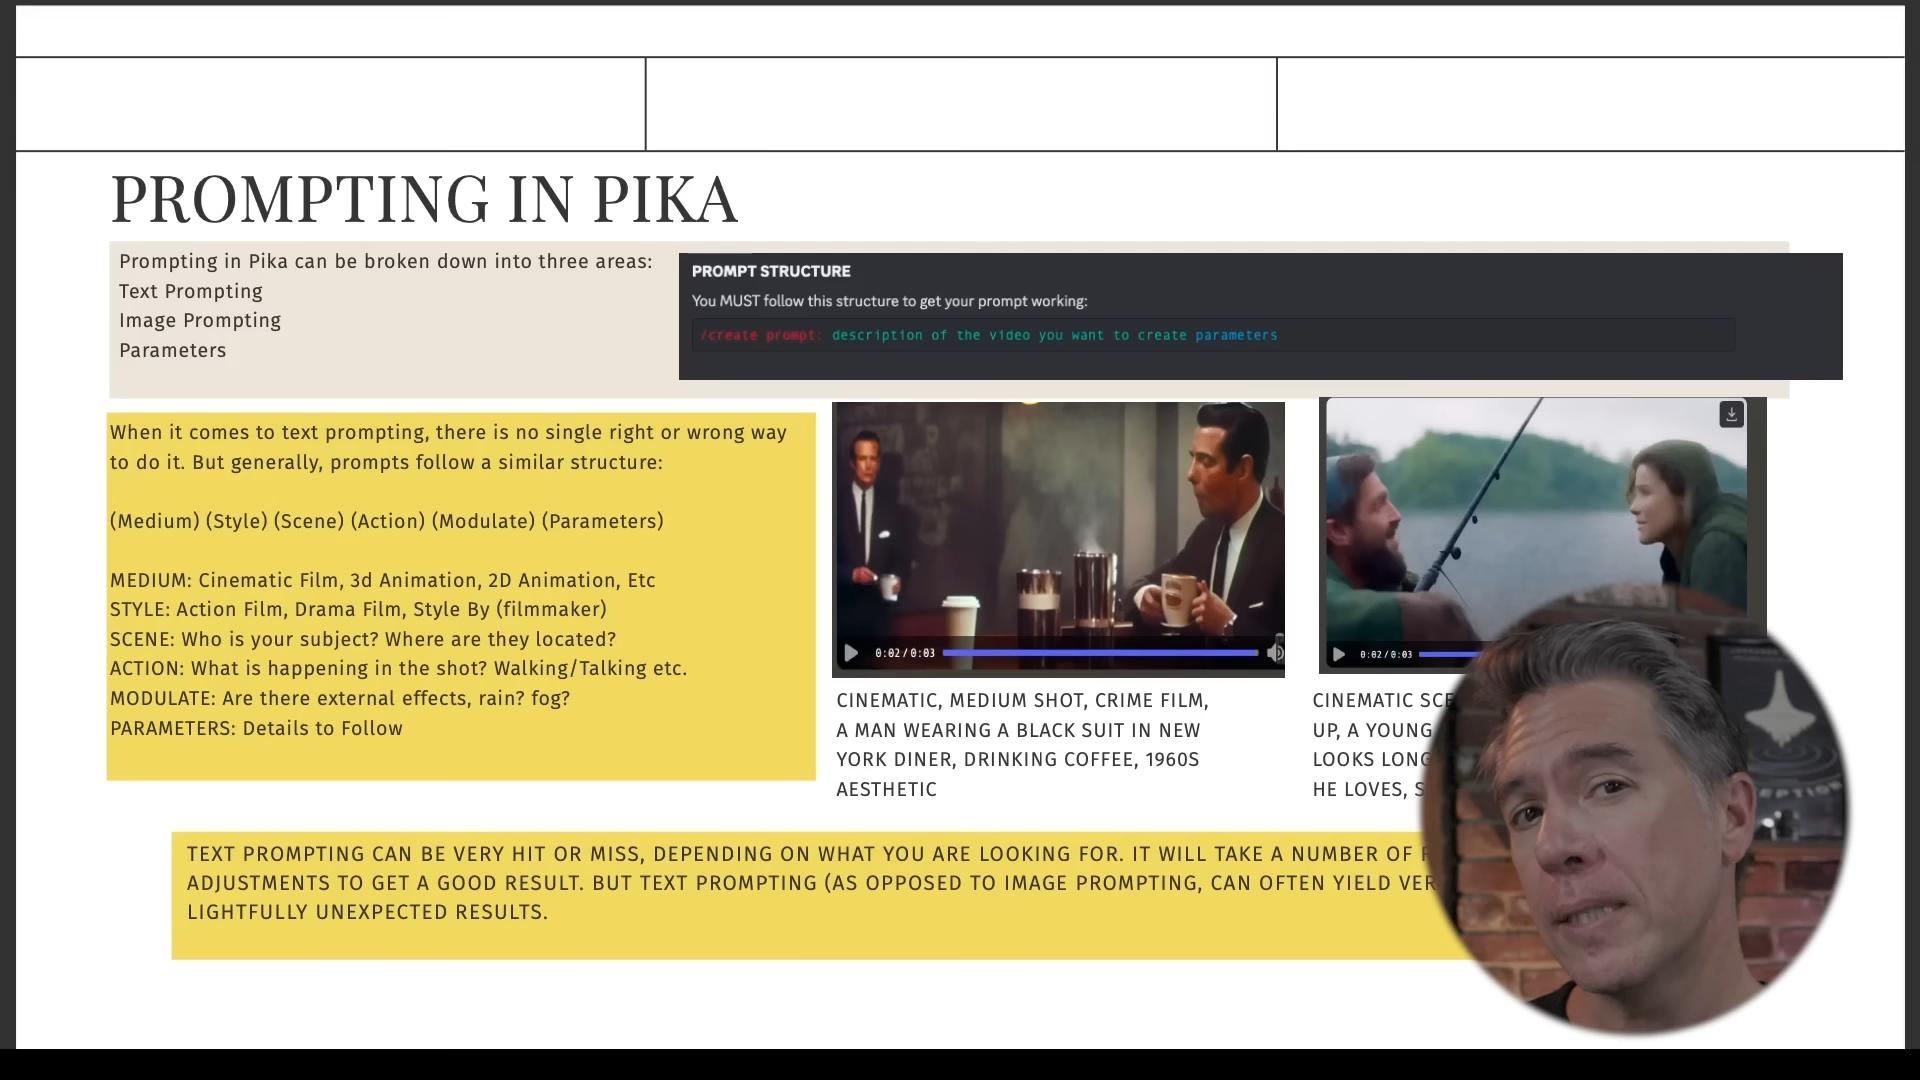 PROMPTING IN PIKA
Prompting in Pika can be broken down into three areas:
Text Prompting
Image Prompting
Parameters
PROMPT STRUCTURE
You MUST follow this structure to get your prompt working:
/create prompt: description of the video you want to create parameters
When it comes to text prompting, there is no single right or wrong way
to do it. But generally, prompts follow a similar structure:
(Medium) (Style) (Scene) (Action) (Modulate) (Parameters)
MEDIUM: Cinematic Film, 3d Animation, 2D Animation, Etc
STYLE: Action Film, Drama Film, Style By (filmmaker)
SCENE: Who is your subject? Where are they located?
ACTION: What is happening in the shot? Walking/Talking etc.
MODULATE: Are there external effects, rain? fog?
PARAMETERS: Details to Follow
0:02/0:03
CINEMATIC, MEDIUM SHOT, CRIME FILM,
A MAN WEARING A BLACK SUIT IN NEW
YORK DINER, DRINKING COFFEE, 1960S
AESTHETIC
0:02/0:03
CINEMATIC
UP, A YOUNG
LOOKS
HE LOVES,
TEXT PROMPTING CAN BE VERY HIT OR MISS, DEPENDING ON WHAT YOU ARE LOOKING FOR. IT WILL TAKE A NUMBER OF
ADJUSTMENTS TO GET A GOOD RESULT. BUT TEXT PROMPTING (AS OPPOSED TO IMAGE PROMPTING, CAN OFTEN YIELD
LIGHTFULLY UNEXPECTED RESULTS.